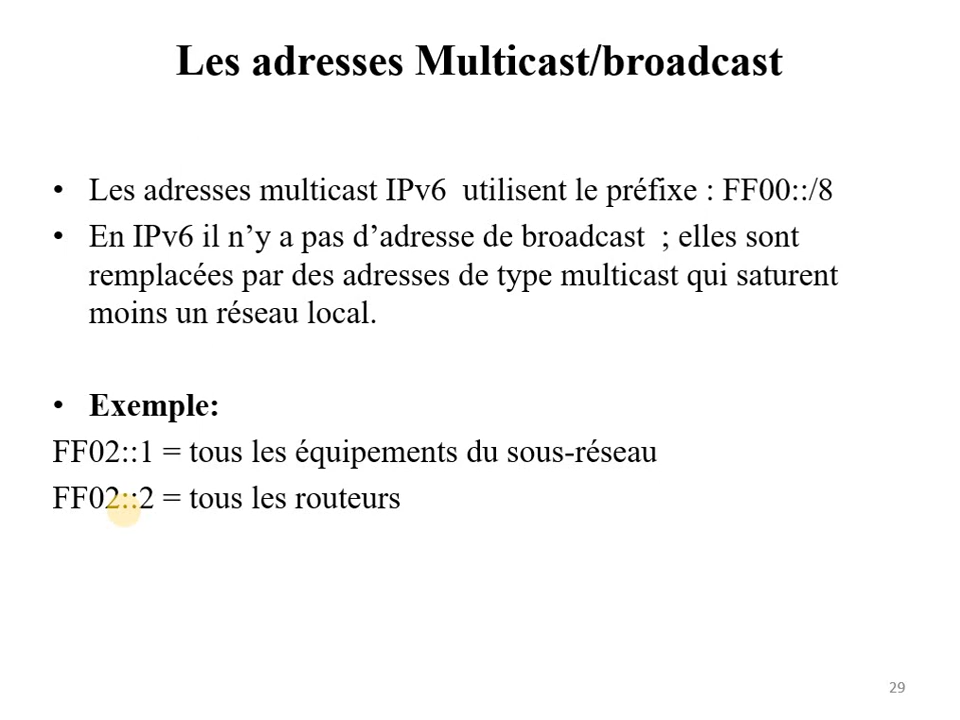 Les adresses Multicast/broadcast
• Les adresses multicast IPv6  utilisent le préfixe : FF00::/8
• En IPv6 il n’y a pas d’adresse de broadcast  ; elles sont
remplacées par des adresses de type multicast qui saturent
moins un réseau local.
• Exemple:
FF02::1 = tous les équipements du sous-réseau
FF02::2 = tous les routeurs
29